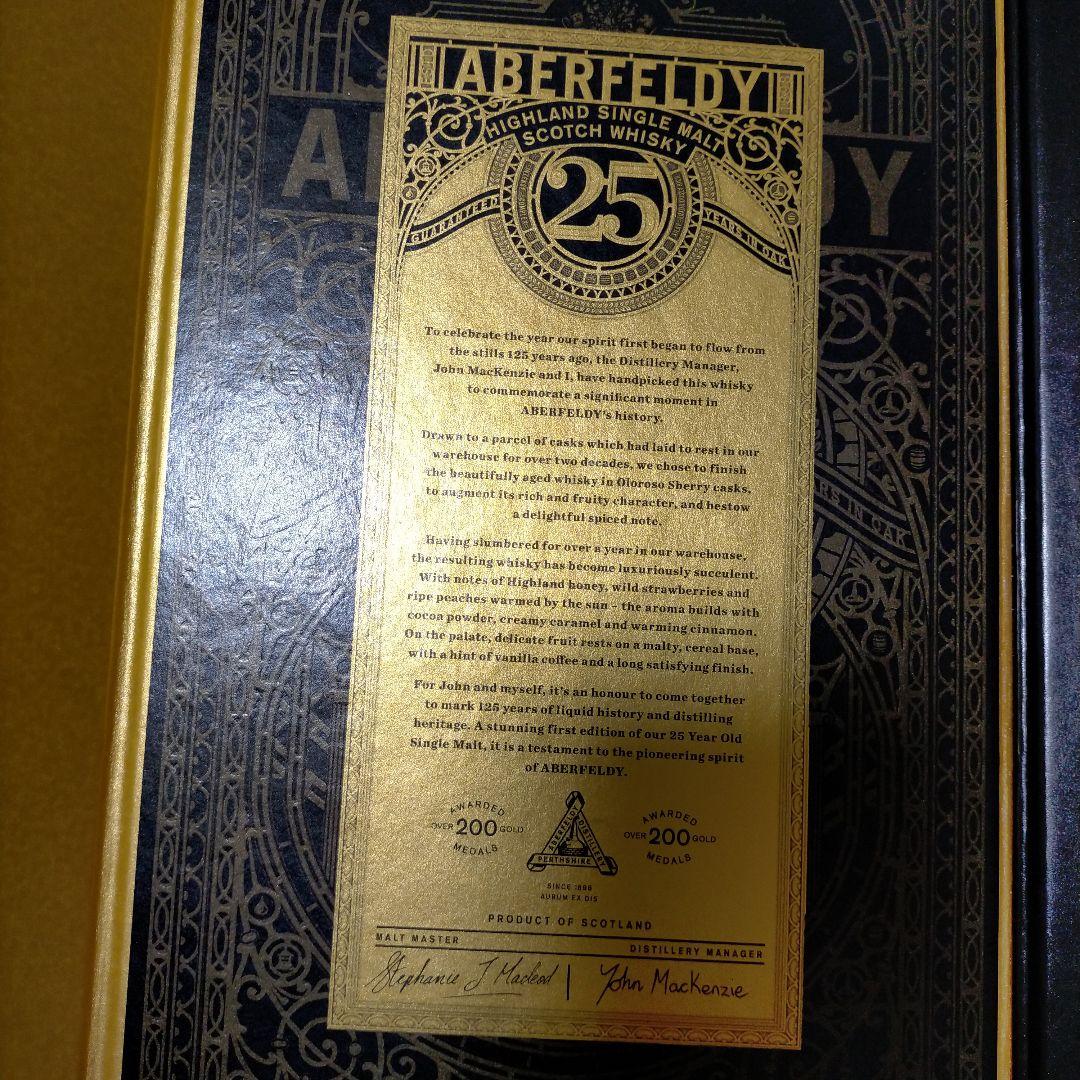 ABERFELDY
HIGHLAND SINGLE MALT
SCOTCH WHISKY
25
GUARANTEED
YEARS IN OAK
To celebrate the year our spirit first began to flow from
the stills 125 years ago, the Distillery Manager,
John MacKenzie and I, have handpicked this whisky
to commemorate a significant moment in
ABERFELDY's history.
Drawn to a parcel of casks which had laid to rest in our
warehouse for over two decades, we chose to finish
the beautifully aged whisky in Oloroso Sherry casks,
to augment its rich and fruity character, and bestow
a delightful spiced note.
Having slumbered for over a year in our warehouse,
the resulting whisky has become luxuriously succulent.
With notes of Highland honey, wild strawberries and
ripe peaches warmed by the sun – the aroma builds with
cocoa powder, creamy caramel and warming cinnamon.
On the palate, delicate fruit rests on a malty, cereal base,
with a hint of vanilla coffee and a long satisfying finish.
For John and myself, it's an honour to come together
to mark 125 years of liquid history and distilling
heritage. A stunning first edition of our 25 Year Old
Single Malt, it is a testament to the pioneering spirit
of ABERFELDY.
AWARDED
OVER 200 GOLD
MEDALS
ABERFELDY
DISTILLERY
PERTHSHIRE
AWARDED
OVER 200 GOLD
MEDALS
SINCE 1896
AURUM EX DIS
PRODUCT OF SCOTLAND
MALT MASTER
DISTILLERY MANAGER
Stephanie J Macleod
John MacKenzie
A
DY
RS IN OAK